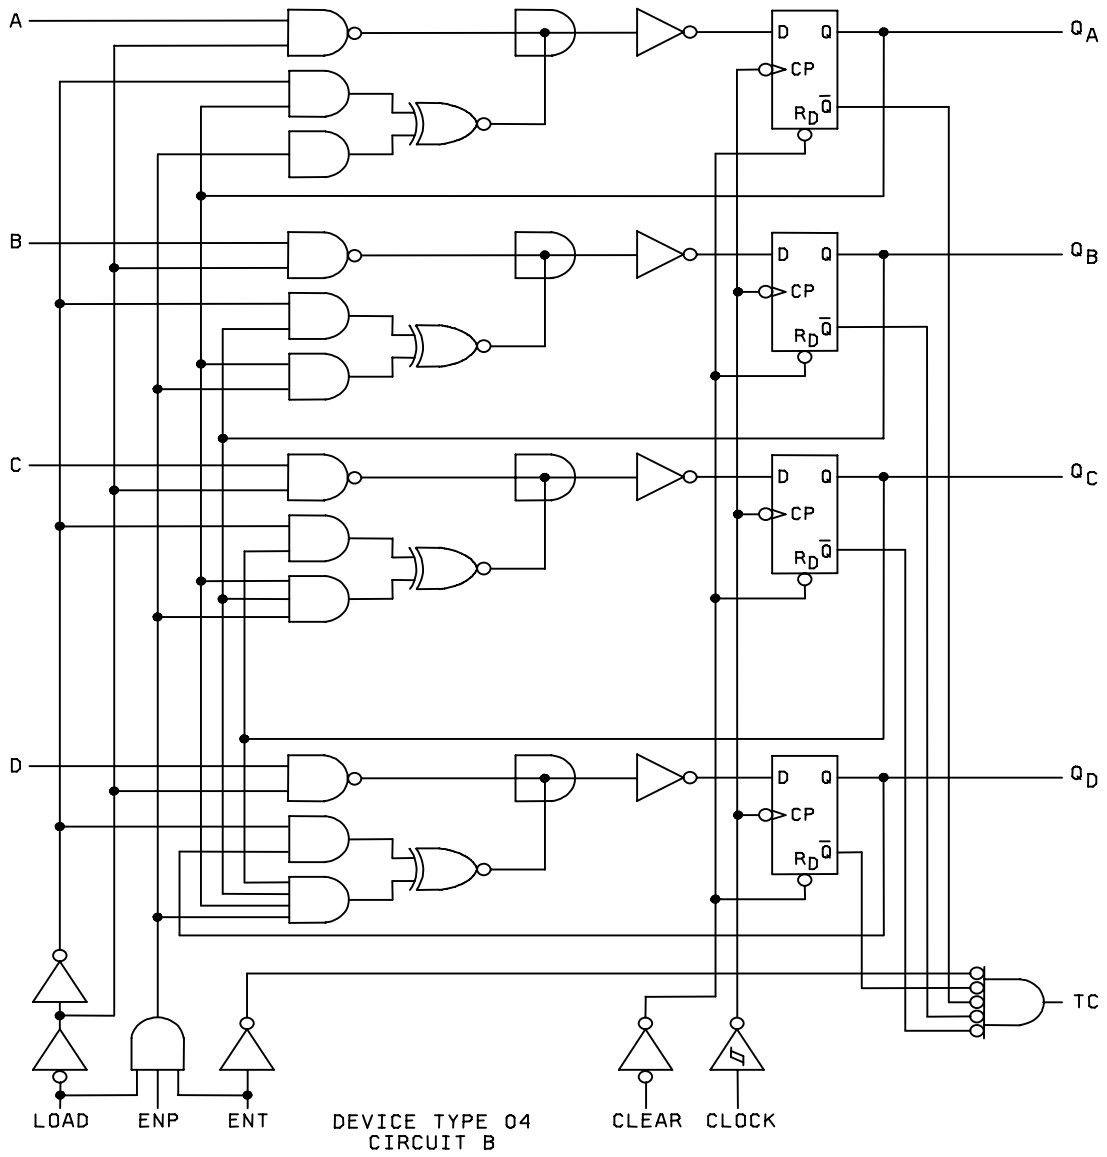 A
D Q
Q A
CP
R D Q̅
B
D Q
Q B
CP
R D Q̅
C
D Q
Q C
CP
R D Q̅
D
D Q
Q D
CP
R D Q̅
TC
LOAD ENP ENT CLEAR CLOCK
DEVICE TYPE 04
CIRCUIT B